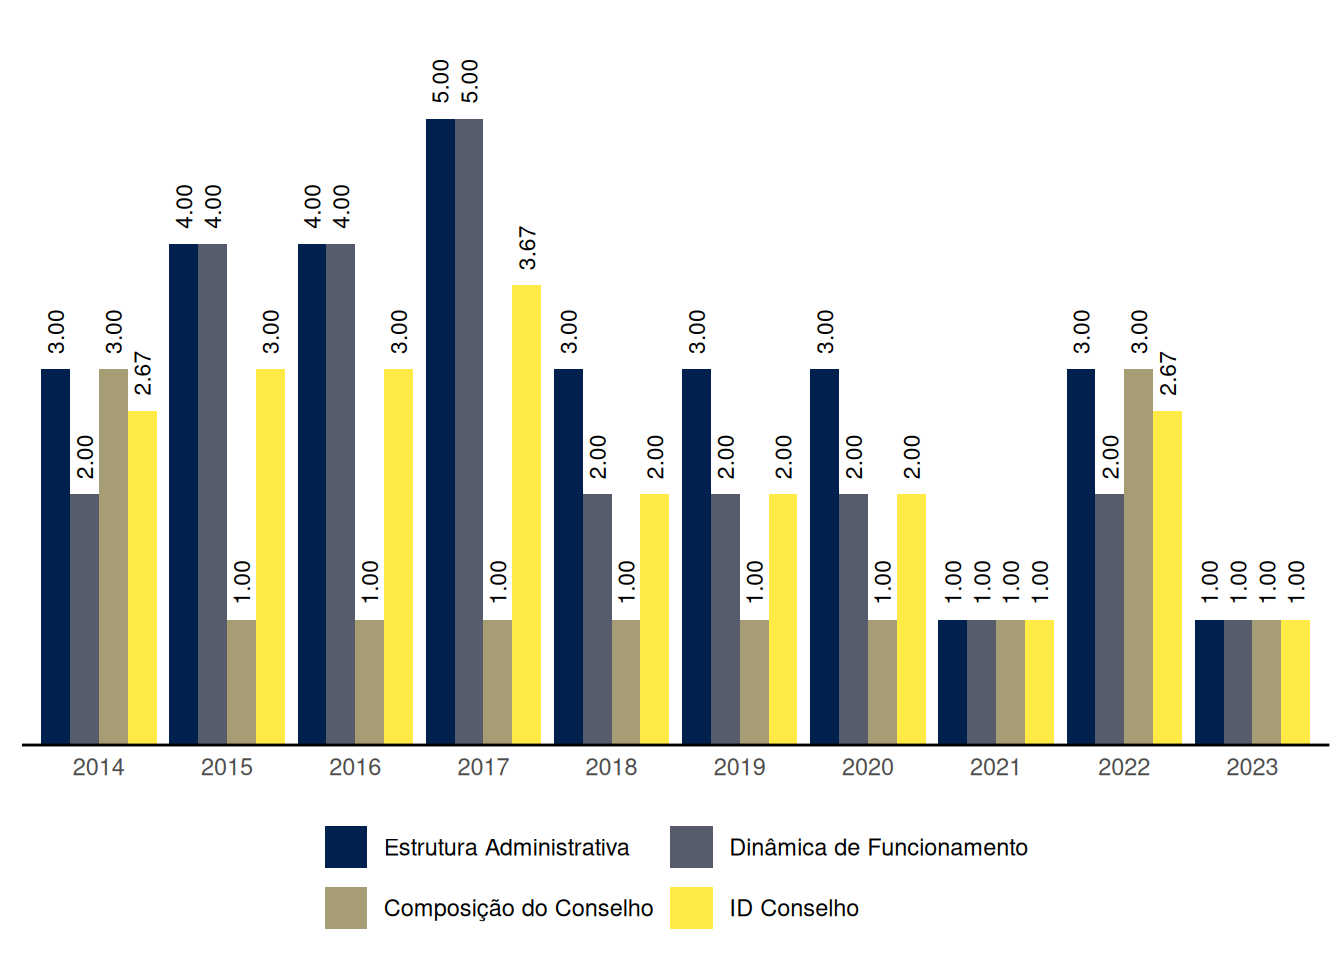 5.00 5.00
4.00 4.00 4.00 4.00
3.67
3.00 3.00 3.00 3.00 3.00 3.00 3.00 3.00 3.00
2.67 2.67
2.00 2.00 2.00 2.00 2.00 2.00 2.00 2.00
1.00 1.00 1.00 1.00 1.00 1.00 1.00 1.00 1.00 1.00 1.00 1.00 1.00 1.00
2014 2015 2016 2017 2018 2019 2020 2021 2022 2023
Estrutura Administrativa Dinâmica de Funcionamento
Composição do Conselho ID Conselho